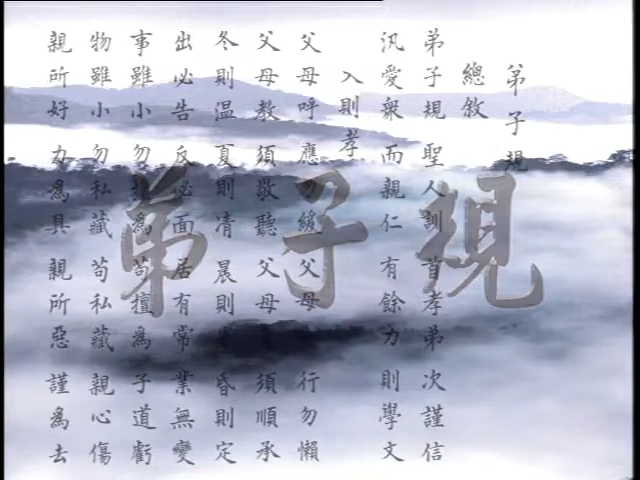 弟子規
總敘
弟子規 聖人訓 首孝弟 次謹信
汎愛衆 而親仁 有餘力 則學文
入則孝
父母呼 應勿緩 父母 行勿懶
父母教 須敬聽 父母 須順承
冬則温 夏則凊 晨則 昏則定
出必告 反必面 居有常 業無變
事雖小 勿擅爲 苟擅爲 子道虧
物雖小 勿私藏 苟私藏 親心傷
親所好 力爲具 親所惡 謹爲去
弟子規